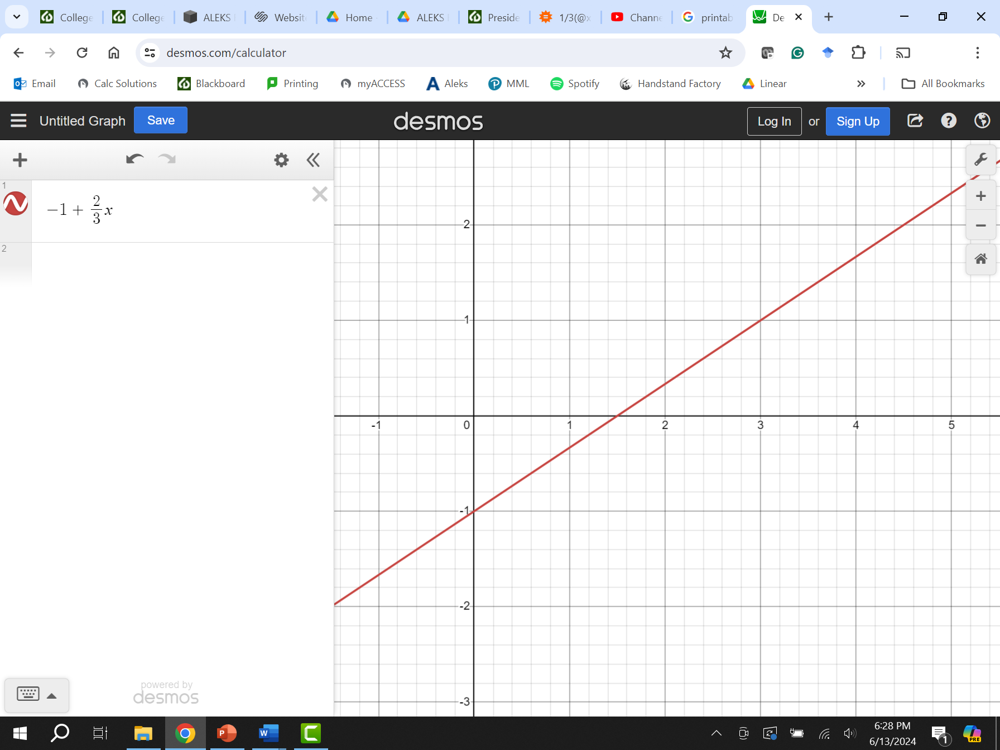 College College ALEKS Website Home ALEKS Preside 1/3(@x Channe printab De
desmos.com/calculator
Email Calc Solutions Blackboard Printing myACCESS Aleks MML Spotify Handstand Factory Linear » All Bookmarks
Untitled Graph Save desmos Log In or Sign Up
1
−1 + 2/3 x
2
2
1
-1 0 1 2 3 4 5
-1
-2
-3
powered by
desmos
6:28 PM
6/13/2024
1
PRE